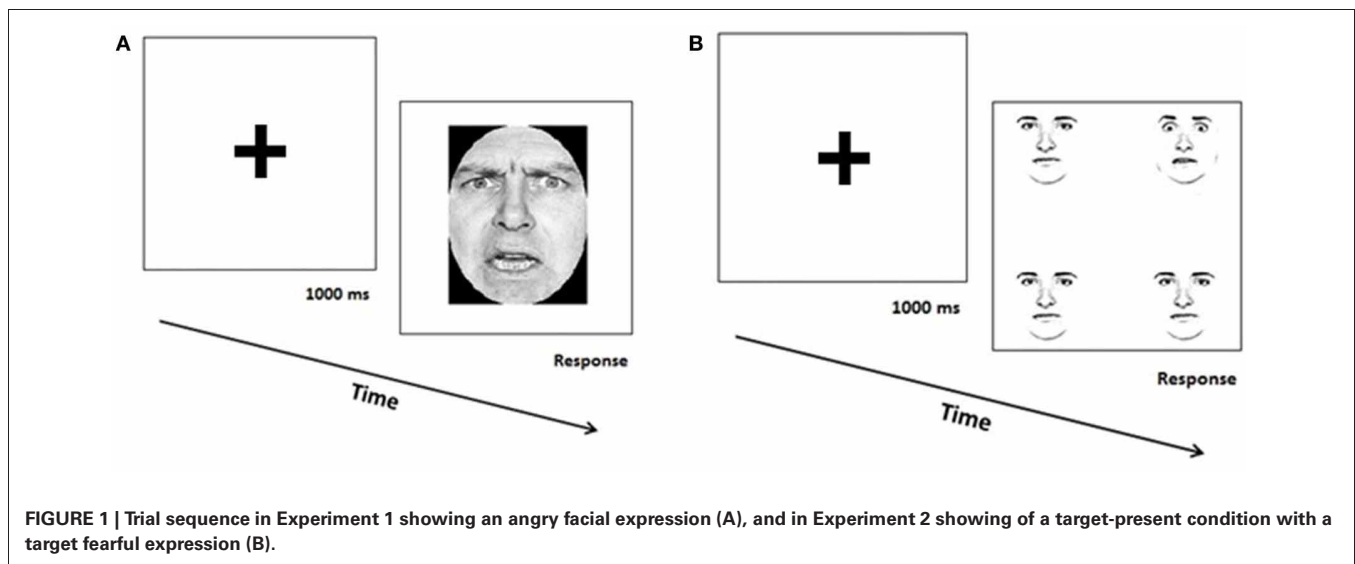 A
B
1000 ms
1000 ms
Response
Response
Time
Time
FIGURE 1 | Trial sequence in Experiment 1 showing an angry facial expression (A), and in Experiment 2 showing of a target-present condition with a
target fearful expression (B).